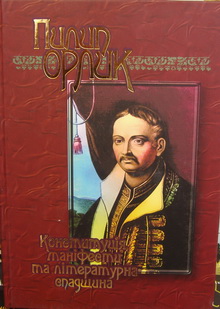 Пилип
ОРЛИК
Конституція,
маніфести
та літературна
спадщина